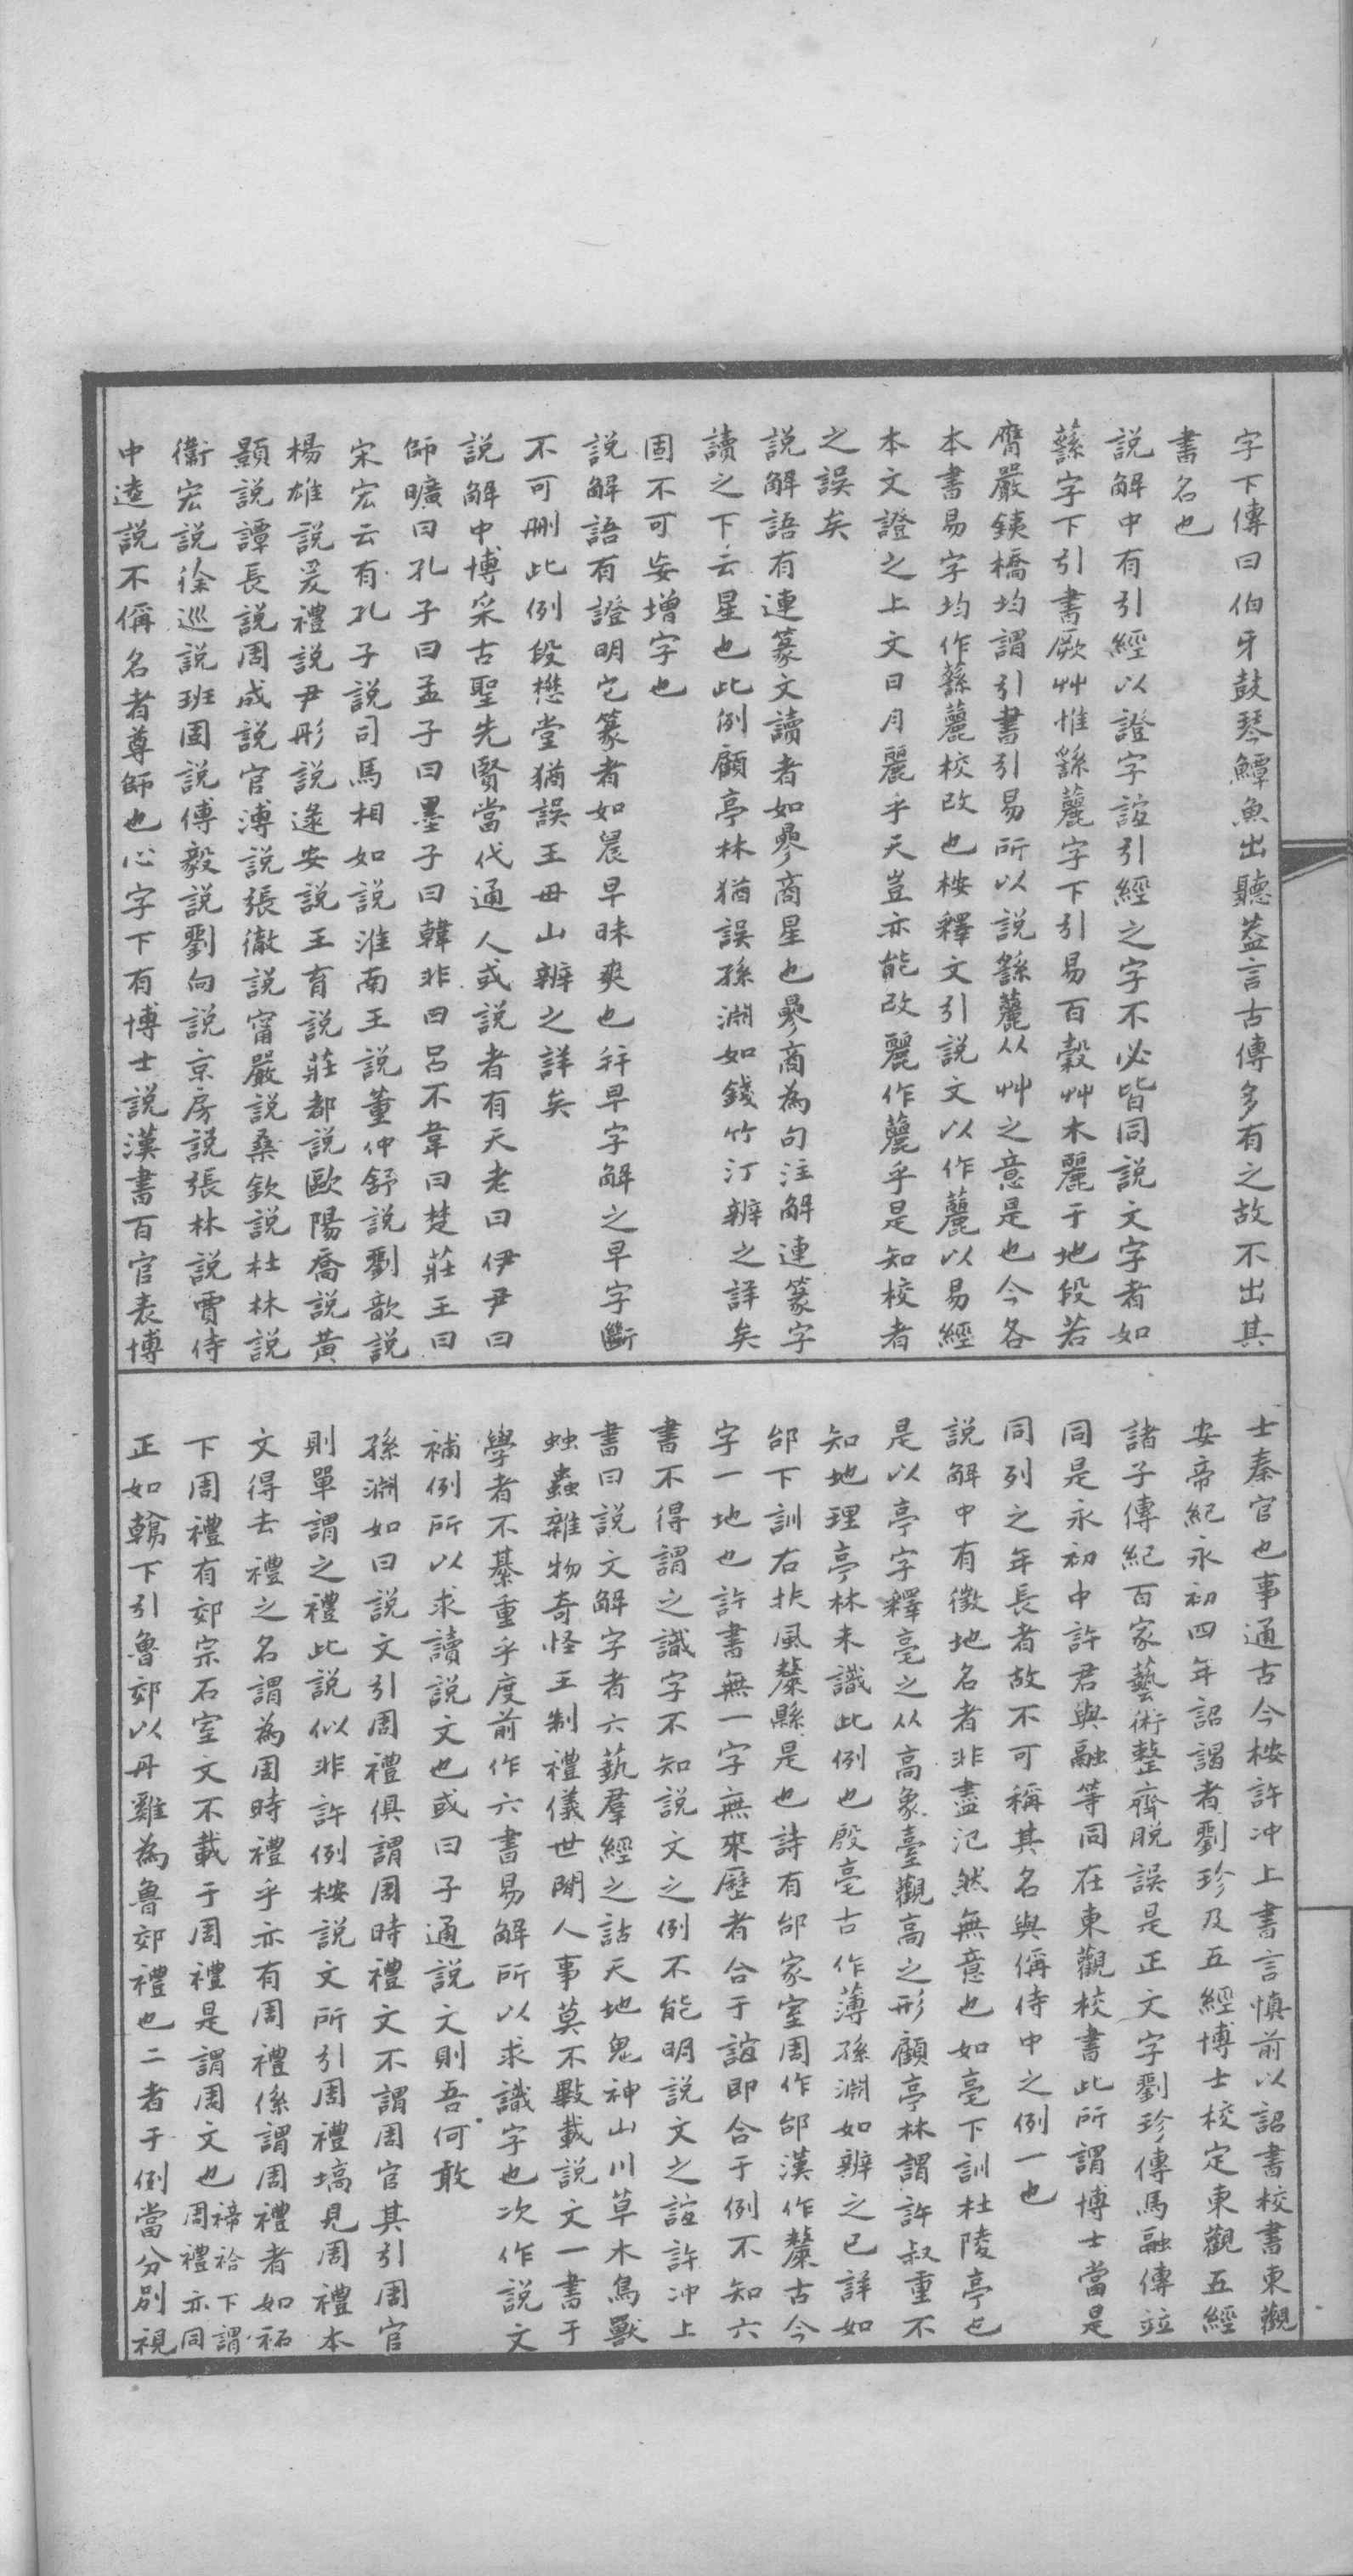 字下傳曰伯牙鼓琴鱏魚出聽蓋言古傳多有之故不出其
書名也
說解中有引經以證字誼引經之字不必皆同說文字者如
蘨字下引書厥艸惟蘨䕻字下引易百穀艸木麗于地段若
膺嚴銕橋均謂引書引易所以說蘨䕻从艸之意是也今各
本書易字均作蘨䕻校改也桉釋文引說文以作䕻以易經
本文證之上文日月麗乎天豈亦能改麗作䕻乎是知校者
之誤矣
說解語有連篆文讀者如曑商星也曑商為句注解連篆字
讀之下云星也此例顧亭林猶誤孫淵如錢竹汀辨之詳矣
固不可妄增字也
說解語有證明它篆者如晨早昧爽也䢅早字解之早字斷
不可刪此例段懋堂猶誤王毋山辨之詳矣
說解中博采古聖先賢當代通人或說者有天老曰伊尹曰
師曠曰孔子曰孟子曰墨子曰韓非曰呂不韋曰楚莊王曰
宋宏云有孔子說司馬相如說淮南王說董仲舒說劉歆說
楊雄說爰禮說尹彤說逯安說王育說莊都說歐陽喬說黃
顥說譚長說周成說官溥說張徹說甯嚴說桑欽說杜林說
衞宏說徐巡說班固說傅毅說劉向說京房說張林說賈侍
中逵說不偁名者尊師也心字下有博士說漢書百官表博
士秦官也事通古今桉許沖上書言慎前以詔書校書東觀
安帝紀永初四年詔謁者劉珍及五經博士校定東觀五經
諸子傳紀百家藝術整齊脫誤是正文字劉珍傳馬融傳竝
同是永初中許君與融等同在東觀校書此所謂博士當是
同列之年長者故不可稱其名與偁侍中之例一也
說解中有徵地名者非盡汜然無意也如亳下訓杜陵亭也
是以亭字釋亳之从高象臺觀高之形顧亭林謂許叔重不
知地理亭林未識此例也殷亳古作薄孫淵如辨之已詳如
邰下訓右扶風斄縣是也詩有邰家室周作邰漢作斄古今
字一地也許書無一字無來歷者合于誼即合于例不知六
書不得謂之識字不知說文之例不能明說文之誼許沖上
書曰說文解字者六藝羣經之詁天地鬼神山川草木鳥獸
蚰蟲雜物奇怪王制禮儀世閒人事莫不斁載說文一書于
學者不綦重乎度前作六書易解所以求識字也次作說文
補例所以求讀說文也或曰子通說文則吾何敢
孫淵如曰說文引周禮俱謂周時禮文不謂周官其引周官
則單謂之禮此說似非許例桉說文所引周禮塙見周禮本
文得去禮之名謂為周時禮乎亦有周禮係謂周禮者如祏
下周禮有郊宗石室文不載于周禮是謂周文也禘祫下謂周禮亦同
正如鶾下引魯郊以丹雞為魯郊禮也二者于例當分別視